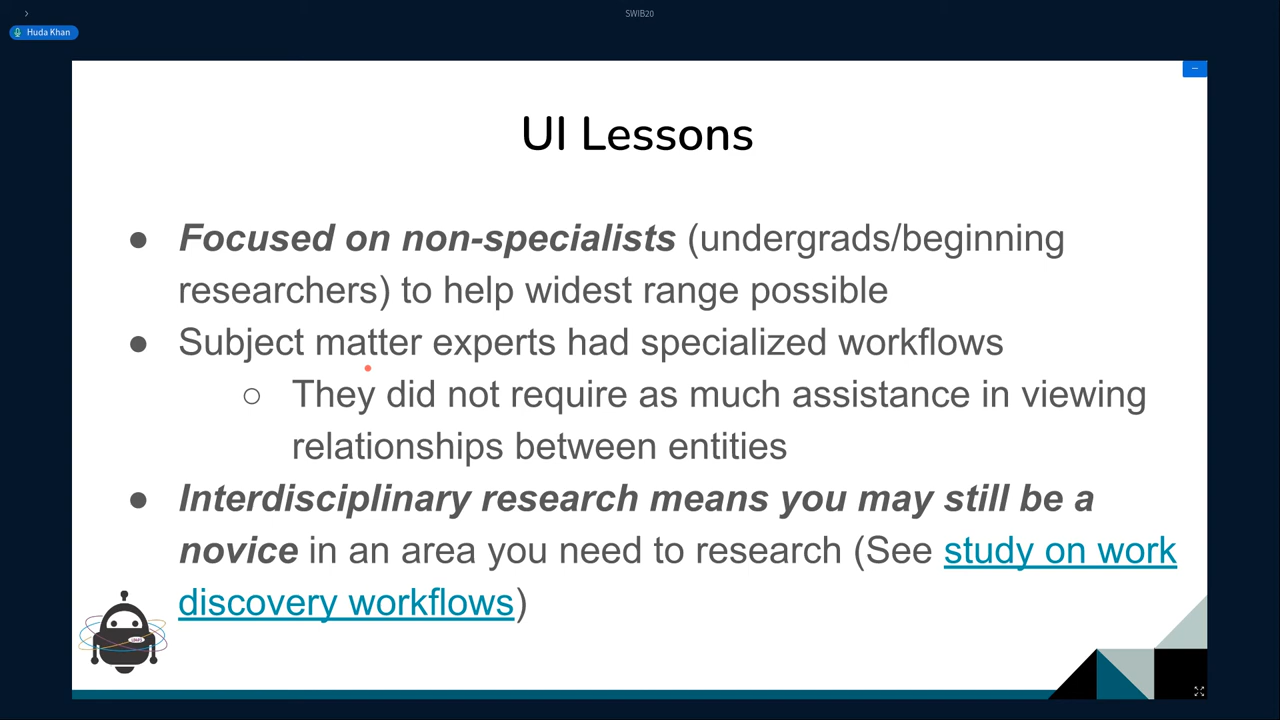 SWIB20
Huda Khan
UI Lessons
● Focused on non-specialists (undergrads/beginning
researchers) to help widest range possible
● Subject matter experts had specialized workflows
○ They did not require as much assistance in viewing
relationships between entities
● Interdisciplinary research means you may still be a
novice in an area you need to research (See study on work
discovery workflows)